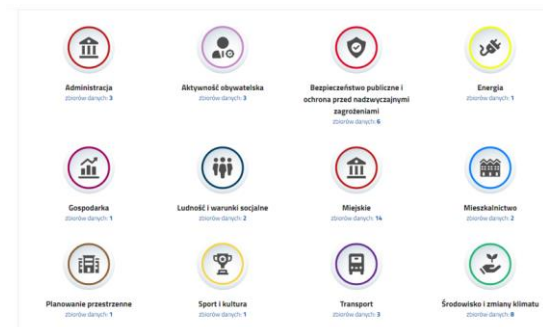 Administracja
zbiorów danych: 3
Aktywność obywatelska
zbiorów danych: 3
Bezpieczeństwo publiczne i
ochrona przed nadzwyczajnymi
zagrożeniami
zbiorów danych: 6
Energia
zbiorów danych: 1
Gospodarka
zbiorów danych: 1
Ludność i warunki socjalne
zbiorów danych: 2
Miejskie
zbiorów danych: 14
Mieszkalnictwo
zbiorów danych: 2
Planowanie przestrzenne
zbiorów danych: 1
Sport i kultura
zbiorów danych: 1
Transport
zbiorów danych: 3
Środowisko i zmiany klimatu
zbiorów danych: 8